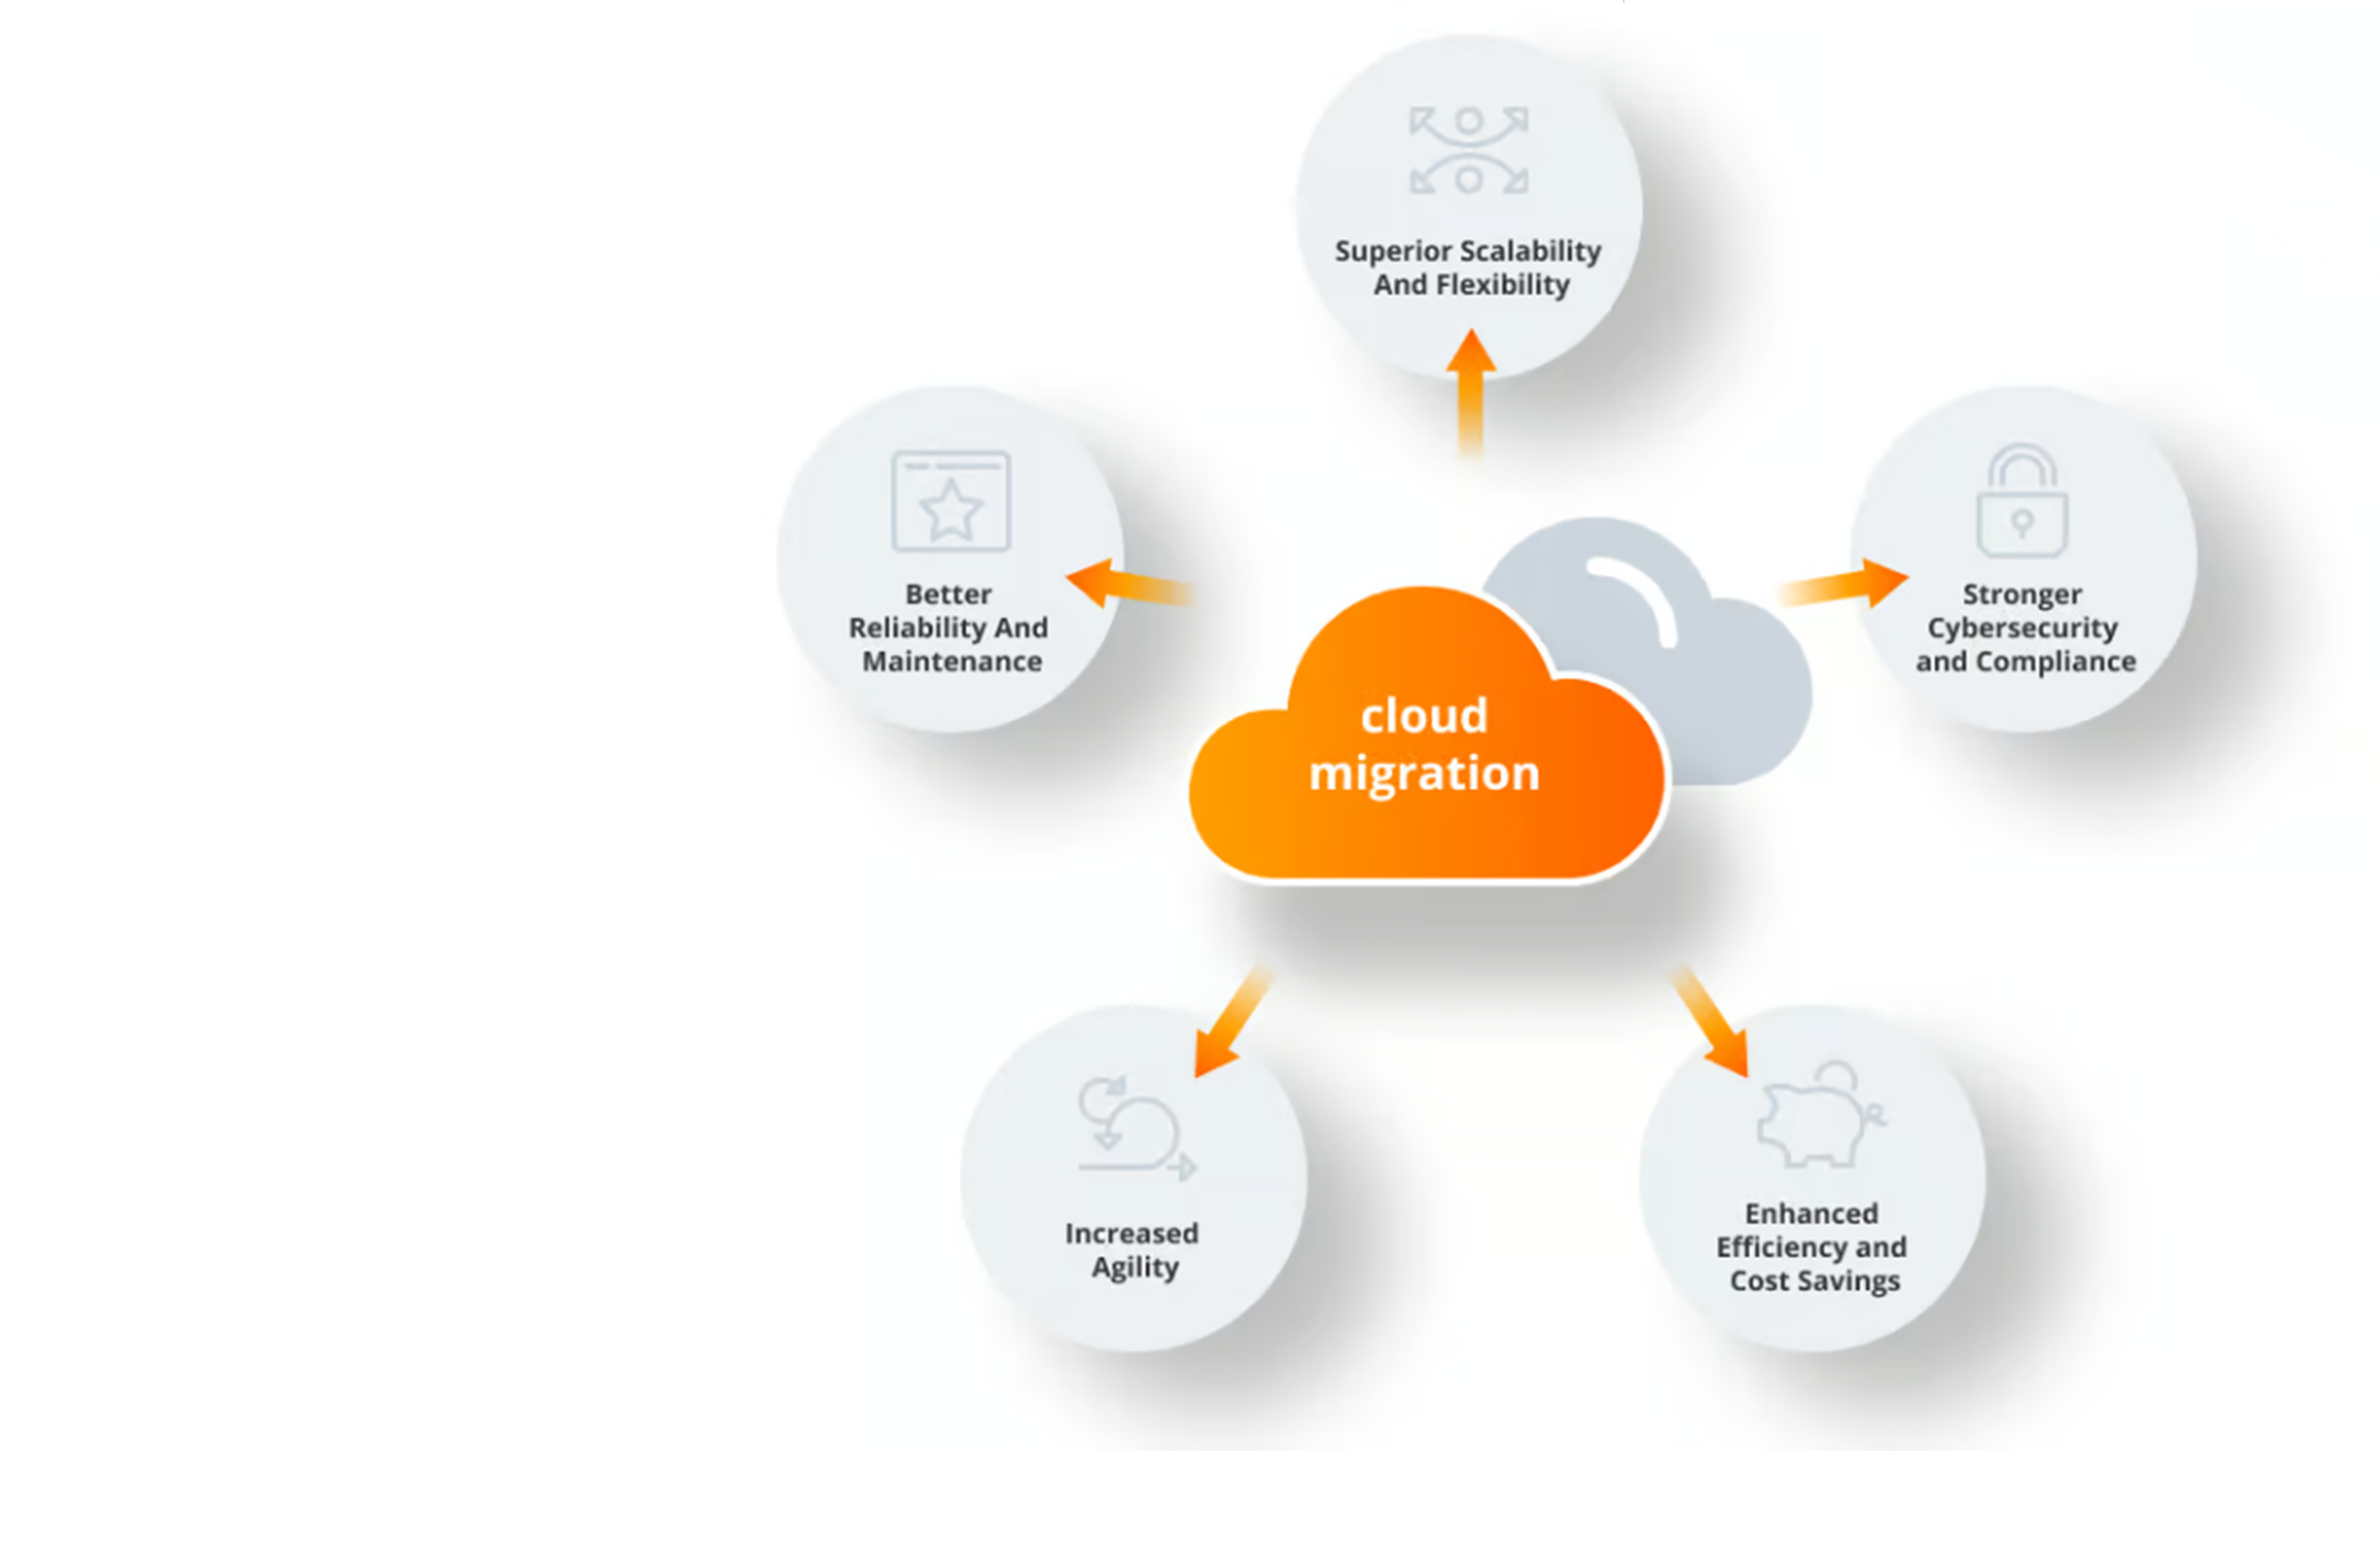 Superior Scalability
And Flexibility
Better
Reliability And
Maintenance
Stronger
Cybersecurity
and Compliance
cloud
migration
Increased
Agility
Enhanced
Efficiency and
Cost Savings